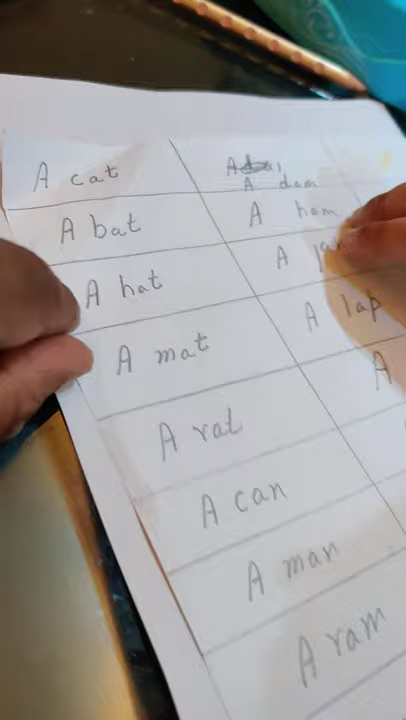 A cat
A bat
A hat
A mat
A rat
A can
A man
A ram
A dam
A ham
A
A lap
A